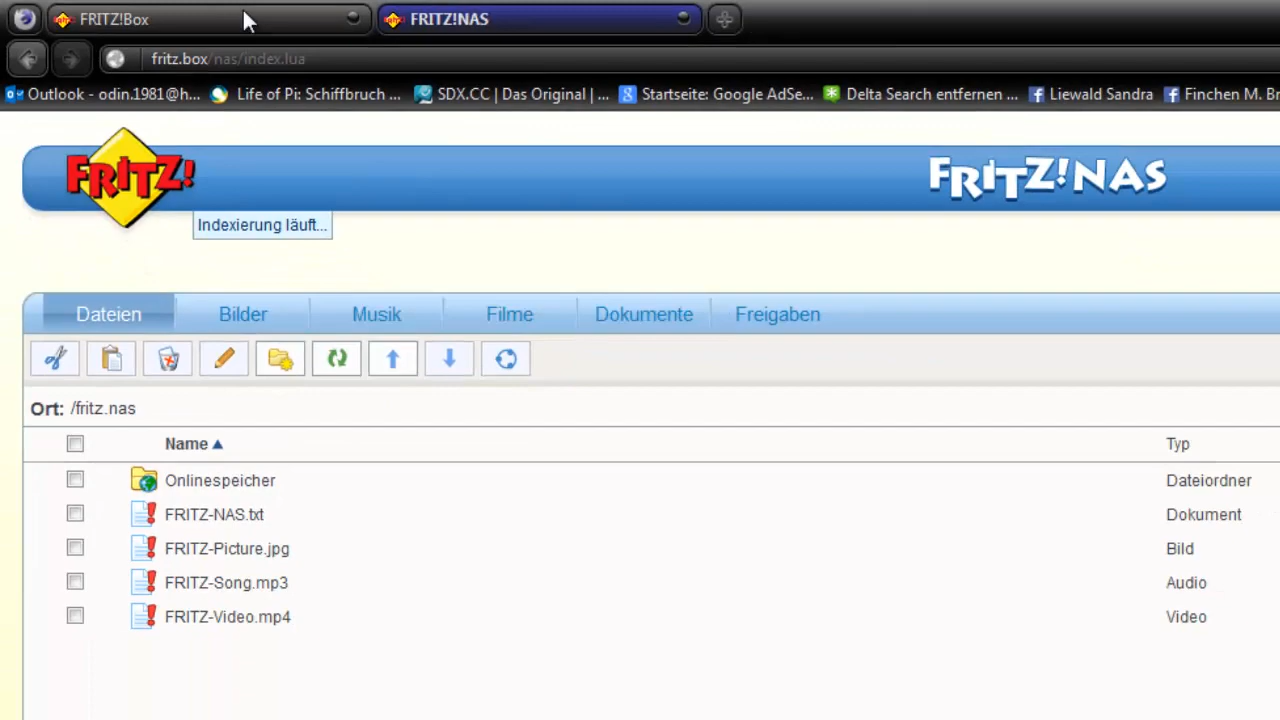 FRITZ!Box FRITZ!NAS
fritz.box/nas/index.lua
Outlook - odin.1981@h... Life of Pi: Schiffbruch ... SDX.CC | Das Original | ... Startseite: Google AdSe... Delta Search entfernen ... Liewald Sandra Finchen M. Br
FRITZ! FRITZ!NAS
Indexierung läuft...
Dateien Bilder Musik Filme Dokumente Freigaben
Ort: /fritz.nas
Name Typ
Onlinespeicher Dateiordner
FRITZ-NAS.txt Dokument
FRITZ-Picture.jpg Bild
FRITZ-Song.mp3 Audio
FRITZ-Video.mp4 Video